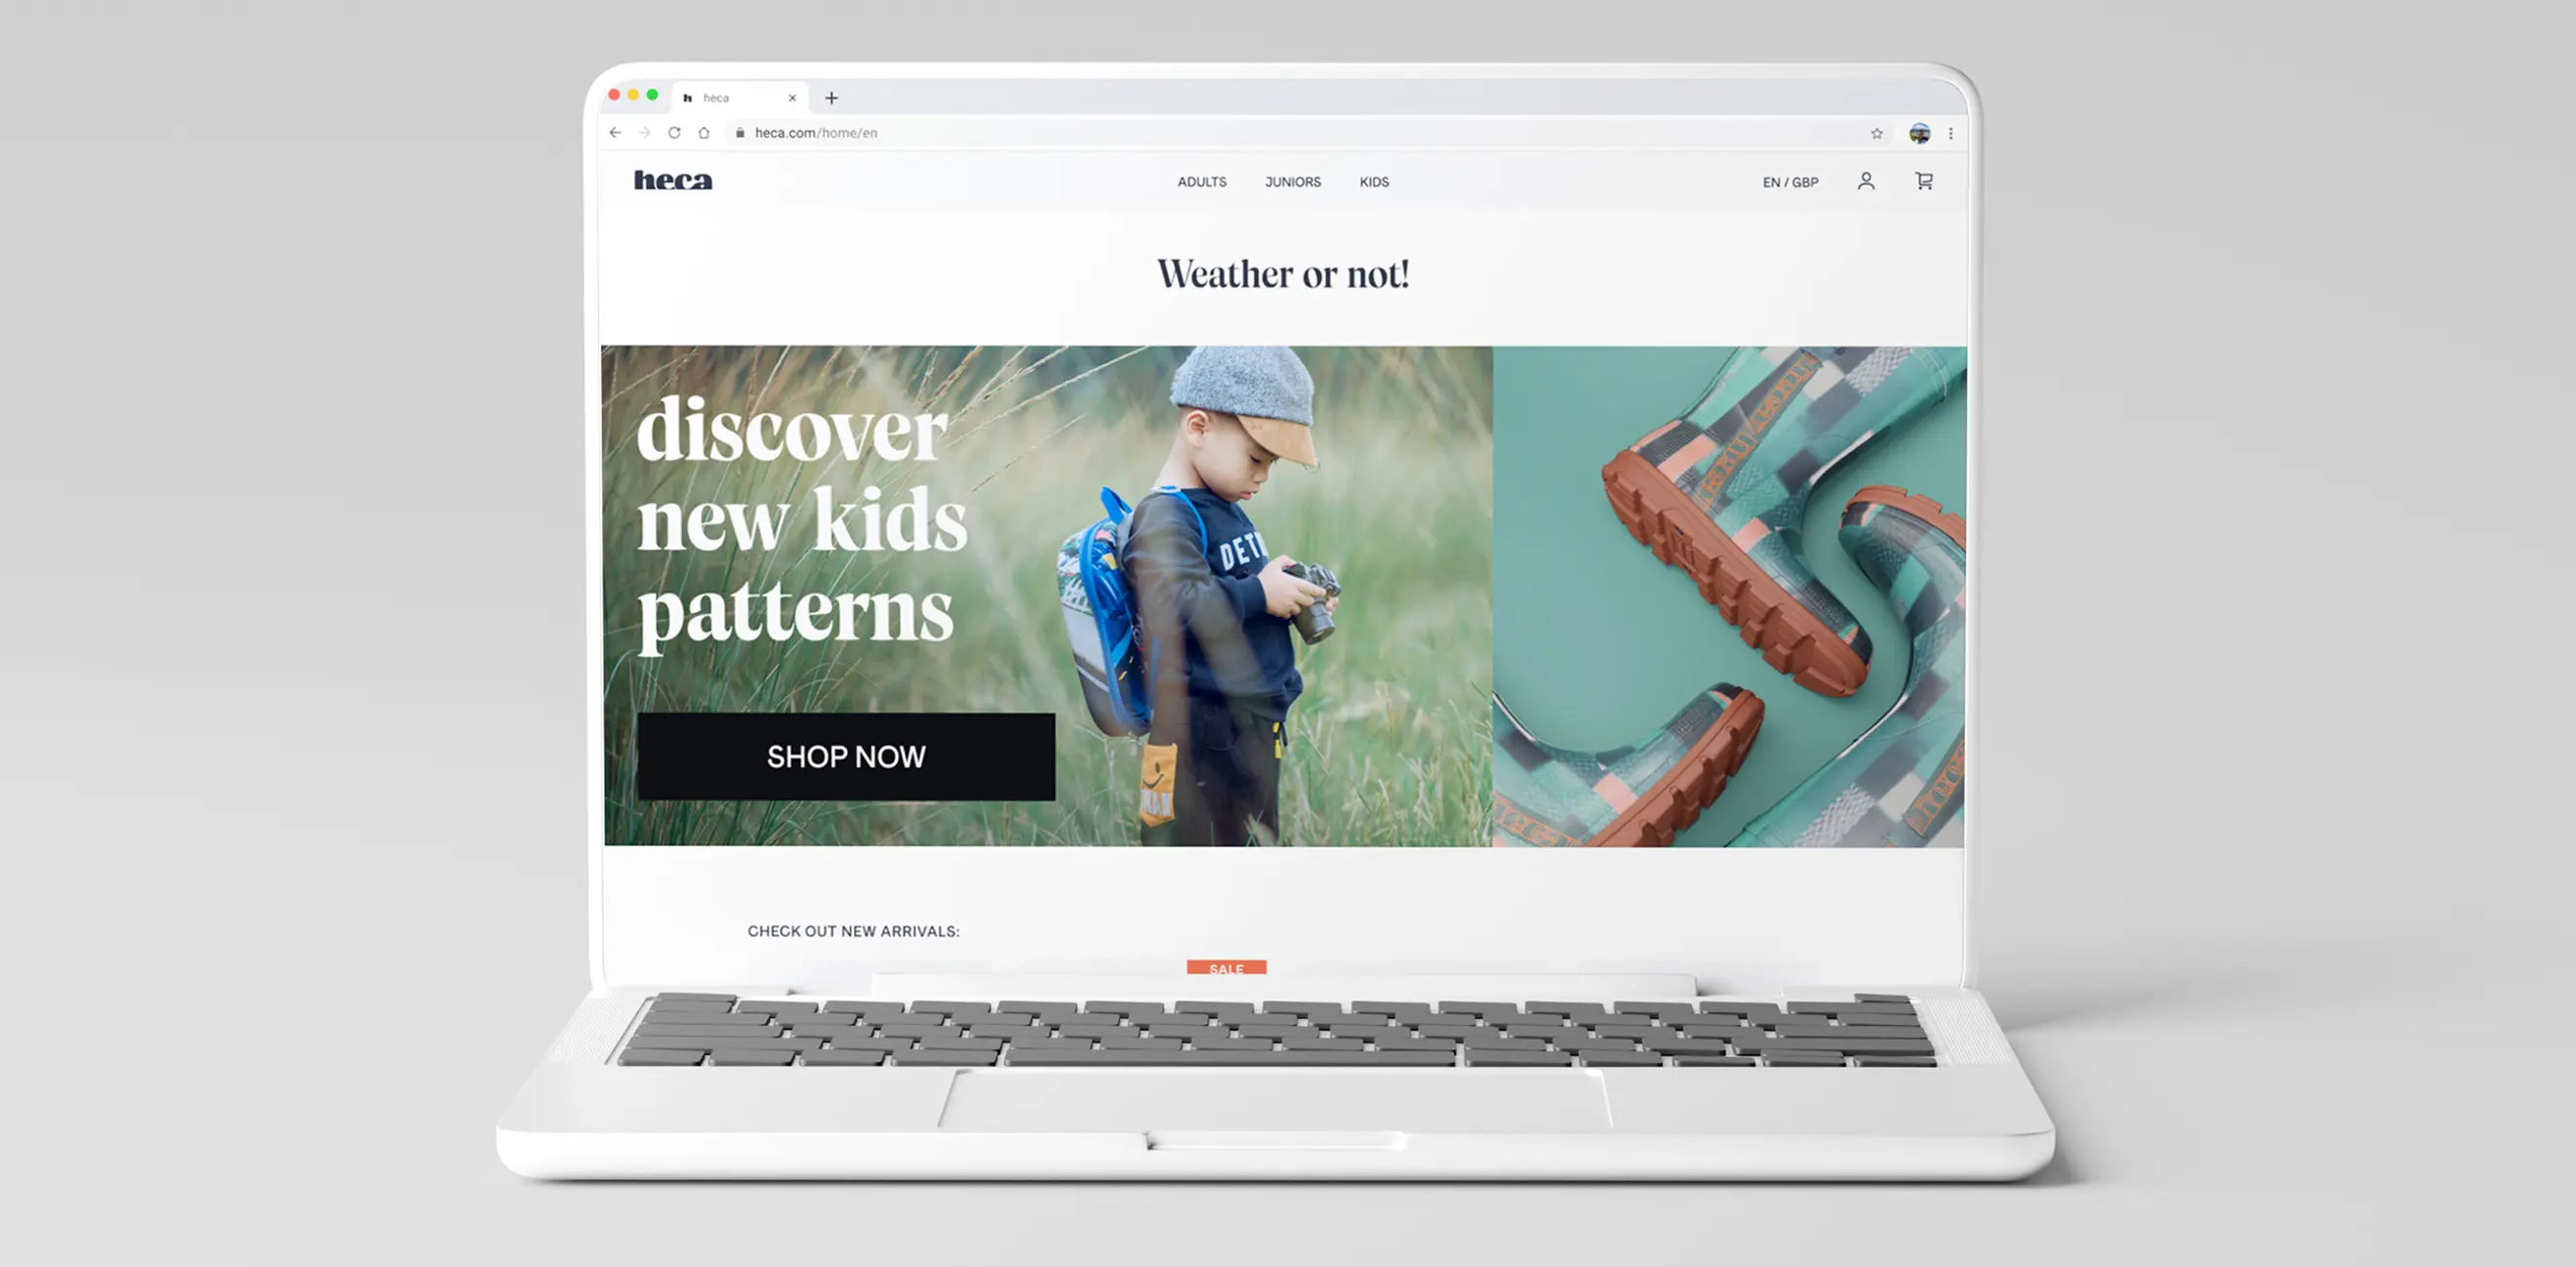 heca
heca.com/home/en
heca
ADULTS JUNIORS KIDS
EN / GBP
Weather or not!
discover
new kids
patterns
SHOP NOW
CHECK OUT NEW ARRIVALS:
SALE